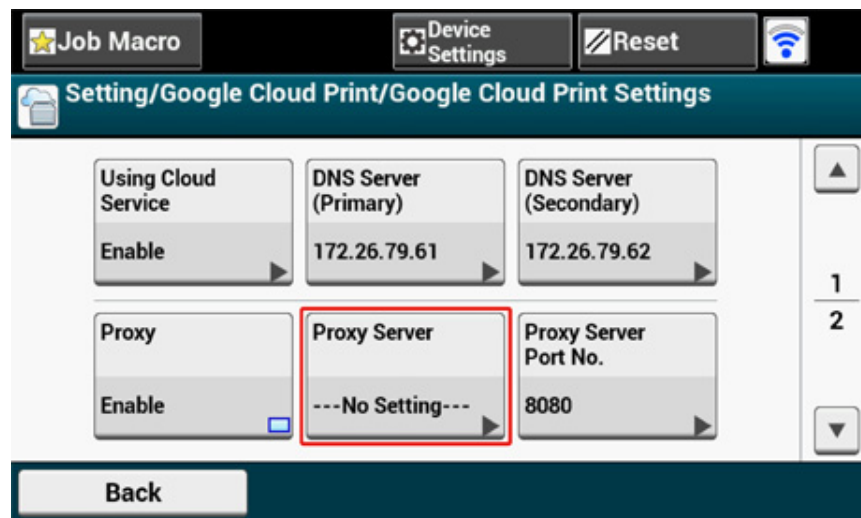 Job Macro
Device
Settings
Reset
Setting/Google Cloud Print/Google Cloud Print Settings
Using Cloud
Service
Enable
DNS Server
(Primary)
172.26.79.61
DNS Server
(Secondary)
172.26.79.62
1
2
Proxy
Enable
Proxy Server
---No Setting---
Proxy Server
Port No.
8080
Back